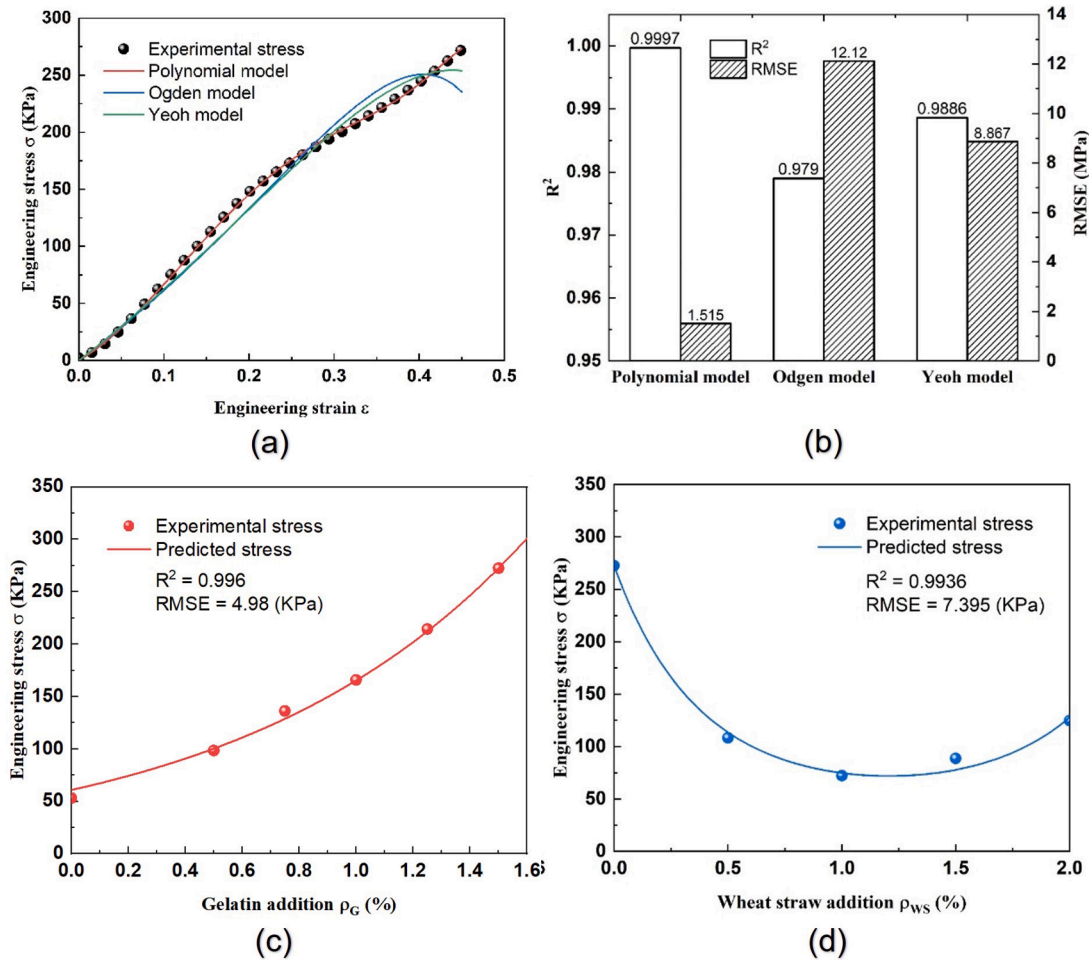 300
250
200
150
100
50
0
Engineering stress σ (KPa)
Experimental stress
Polynomial model
Ogden model
Yeoh model
0.0 0.1 0.2 0.3 0.4 0.5
Engineering strain ε
(a)
1.00
0.99
0.98
0.97
0.96
0.95
R²
R²
RMSE
0.9997
1.515
0.979
12.12
0.9886
8.867
14
12
10
8
6
4
2
0
RMSE (MPa)
Polynomial model Odgen model Yeoh model
(b)
350
300
250
200
150
100
50
0
Engineering stress σ (KPa)
Experimental stress
Predicted stress
R² = 0.996
RMSE = 4.98 (KPa)
0.0 0.2 0.4 0.6 0.8 1.0 1.2 1.4 1.6
Gelatin addition ρG (%)
(c)
350
300
250
200
150
100
50
0
Engineering stress σ (KPa)
Experimental stress
Predicted stress
R² = 0.9936
RMSE = 7.395 (KPa)
0.0 0.5 1.0 1.5 2.0
Wheat straw addition ρWS (%)
(d)